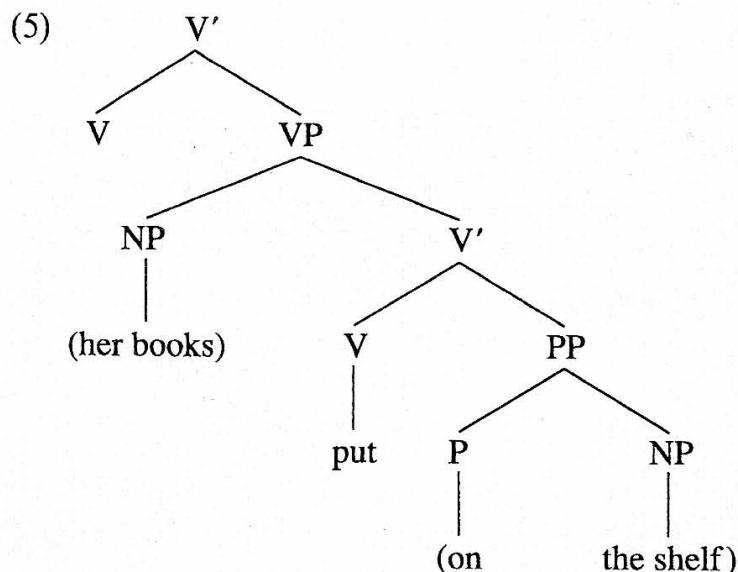 (5) V′
V VP
NP V′
(her books) V PP
put P NP
(on the shelf)